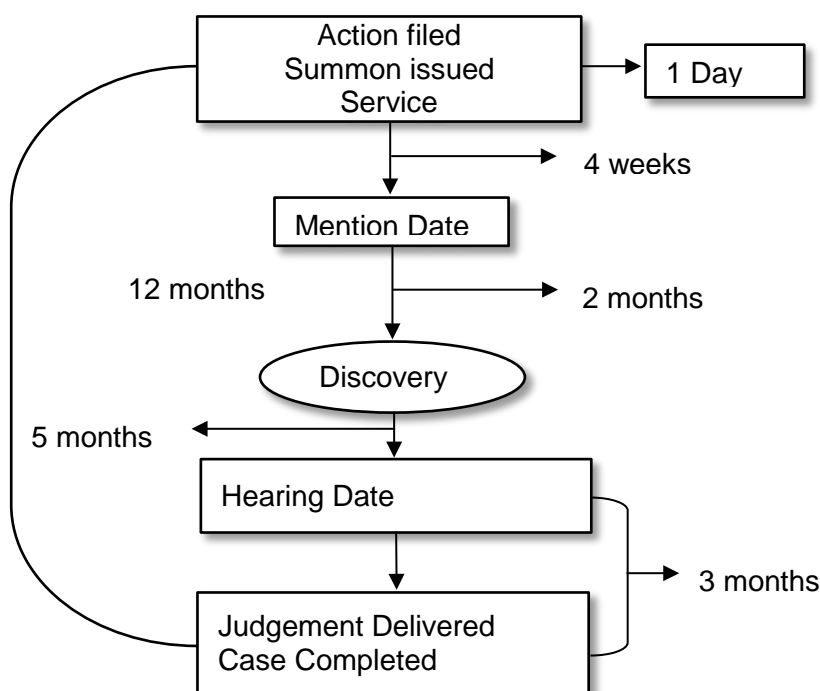 Action filed
Summon issued
Service
1 Day
4 weeks
Mention Date
12 months
2 months
Discovery
5 months
Hearing Date
3 months
Judgement Delivered
Case Completed